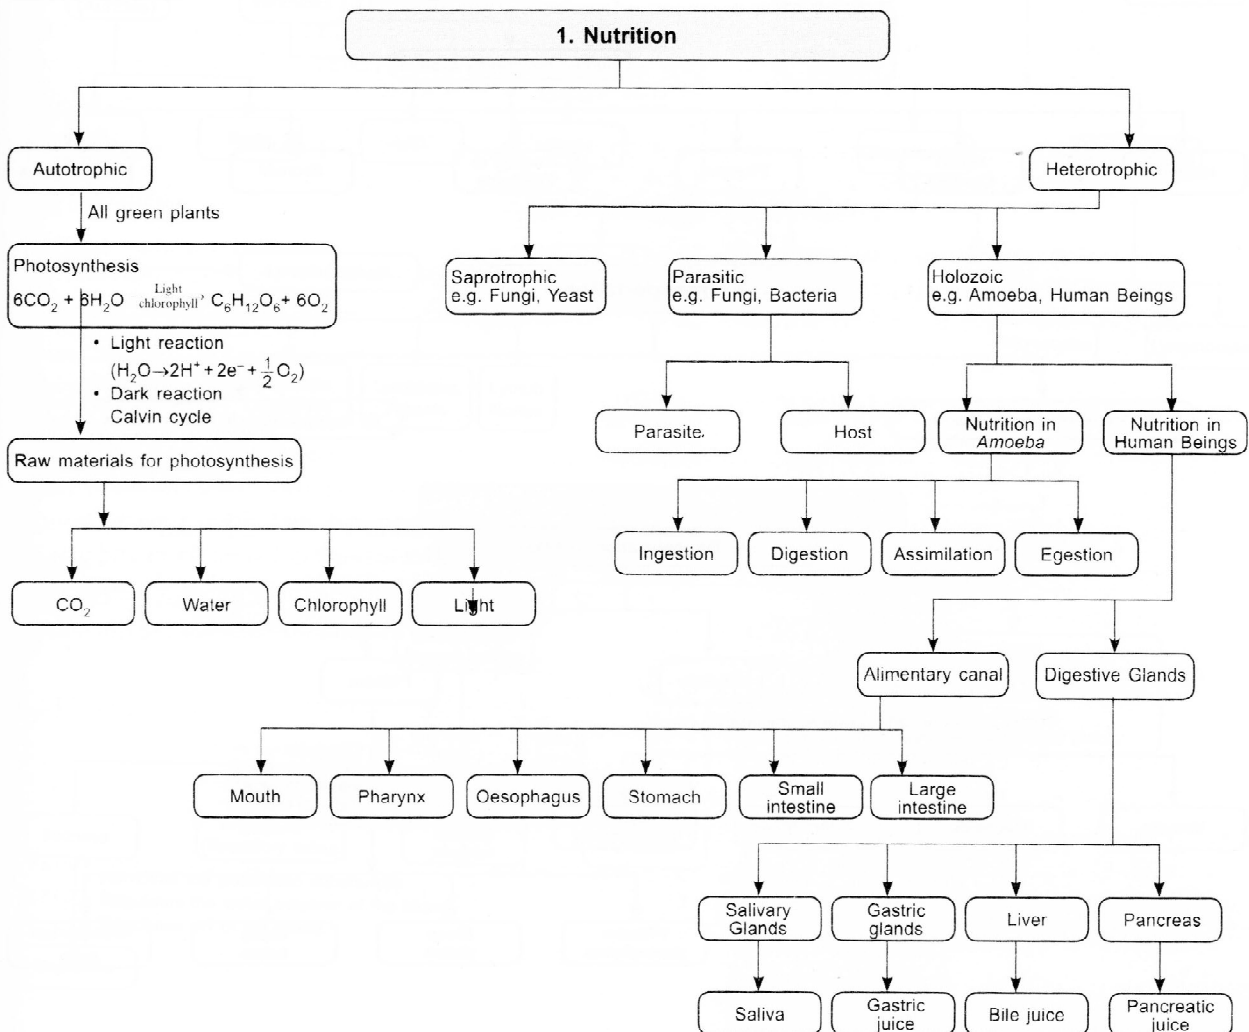 1. Nutrition
Autotrophic
Heterotrophic
All green plants
Photosynthesis
6CO₂ + 6H₂O Light chlorophyll → C₆H₁₂O₆ + 6O₂
• Light reaction
(H₂O→2H⁺ + 2e⁻ + 1/2 O₂)
• Dark reaction
Calvin cycle
Raw materials for photosynthesis
CO₂
Water
Chlorophyll
Light
Saprotrophic
e.g. Fungi, Yeast
Parasitic
e.g. Fungi, Bacteria
Holozoic
e.g. Amoeba, Human Beings
Parasite
Host
Nutrition in
Amoeba
Nutrition in
Human Beings
Ingestion
Digestion
Assimilation
Egestion
Alimentary canal
Digestive Glands
Mouth
Pharynx
Oesophagus
Stomach
Small
intestine
Large
intestine
Salivary
Glands
Gastric
glands
Liver
Pancreas
Saliva
Gastric
juice
Bile juice
Pancreatic
juice